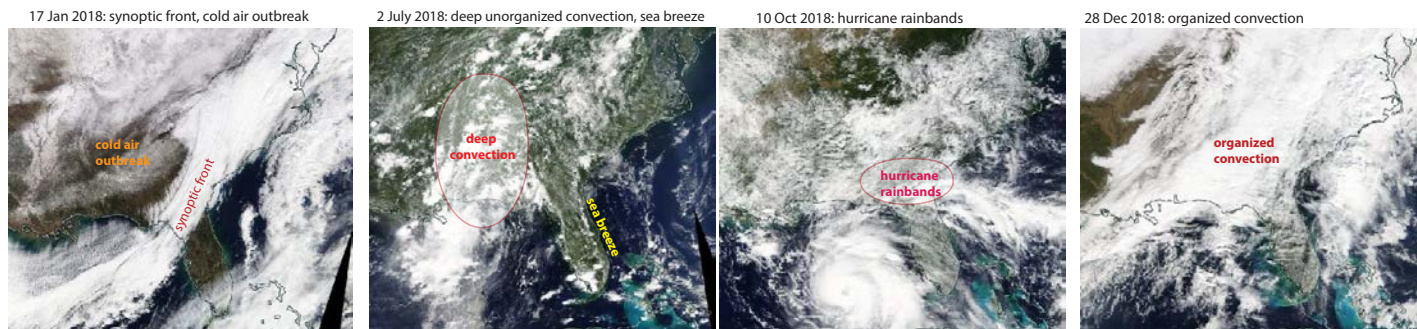 17 Jan 2018: synoptic front, cold air outbreak
cold air
outbreak
synoptic front
2 July 2018: deep unorganized convection, sea breeze
deep
convection
sea breeze
10 Oct 2018: hurricane rainbands
hurricane
rainbands
28 Dec 2018: organized convection
organized
convection